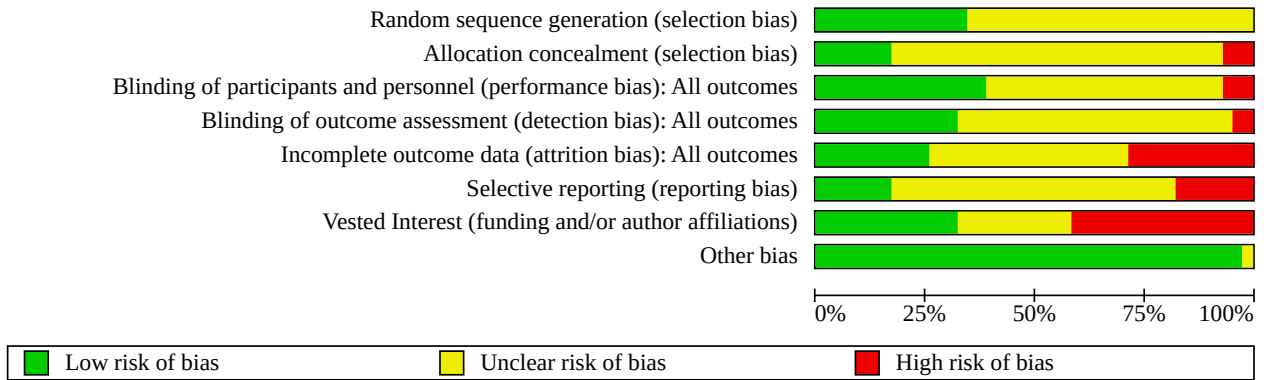 Random sequence generation (selection bias)
Allocation concealment (selection bias)
Blinding of participants and personnel (performance bias): All outcomes
Blinding of outcome assessment (detection bias): All outcomes
Incomplete outcome data (attrition bias): All outcomes
Selective reporting (reporting bias)
Vested Interest (funding and/or author affiliations)
Other bias
0% 25% 50% 75% 100%
Low risk of bias Unclear risk of bias High risk of bias